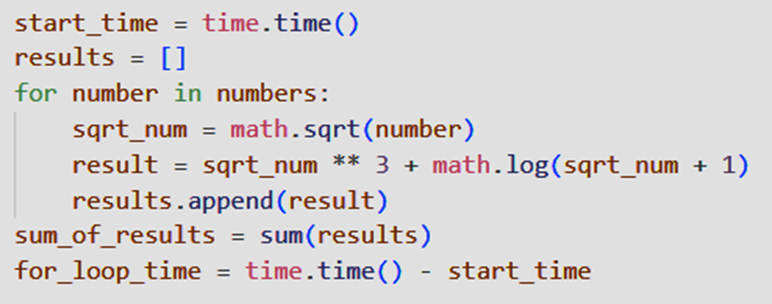 start_time = time.time()
results = []
for number in numbers:
    sqrt_num = math.sqrt(number)
    result = sqrt_num ** 3 + math.log(sqrt_num + 1)
    results.append(result)
sum_of_results = sum(results)
for_loop_time = time.time() - start_time